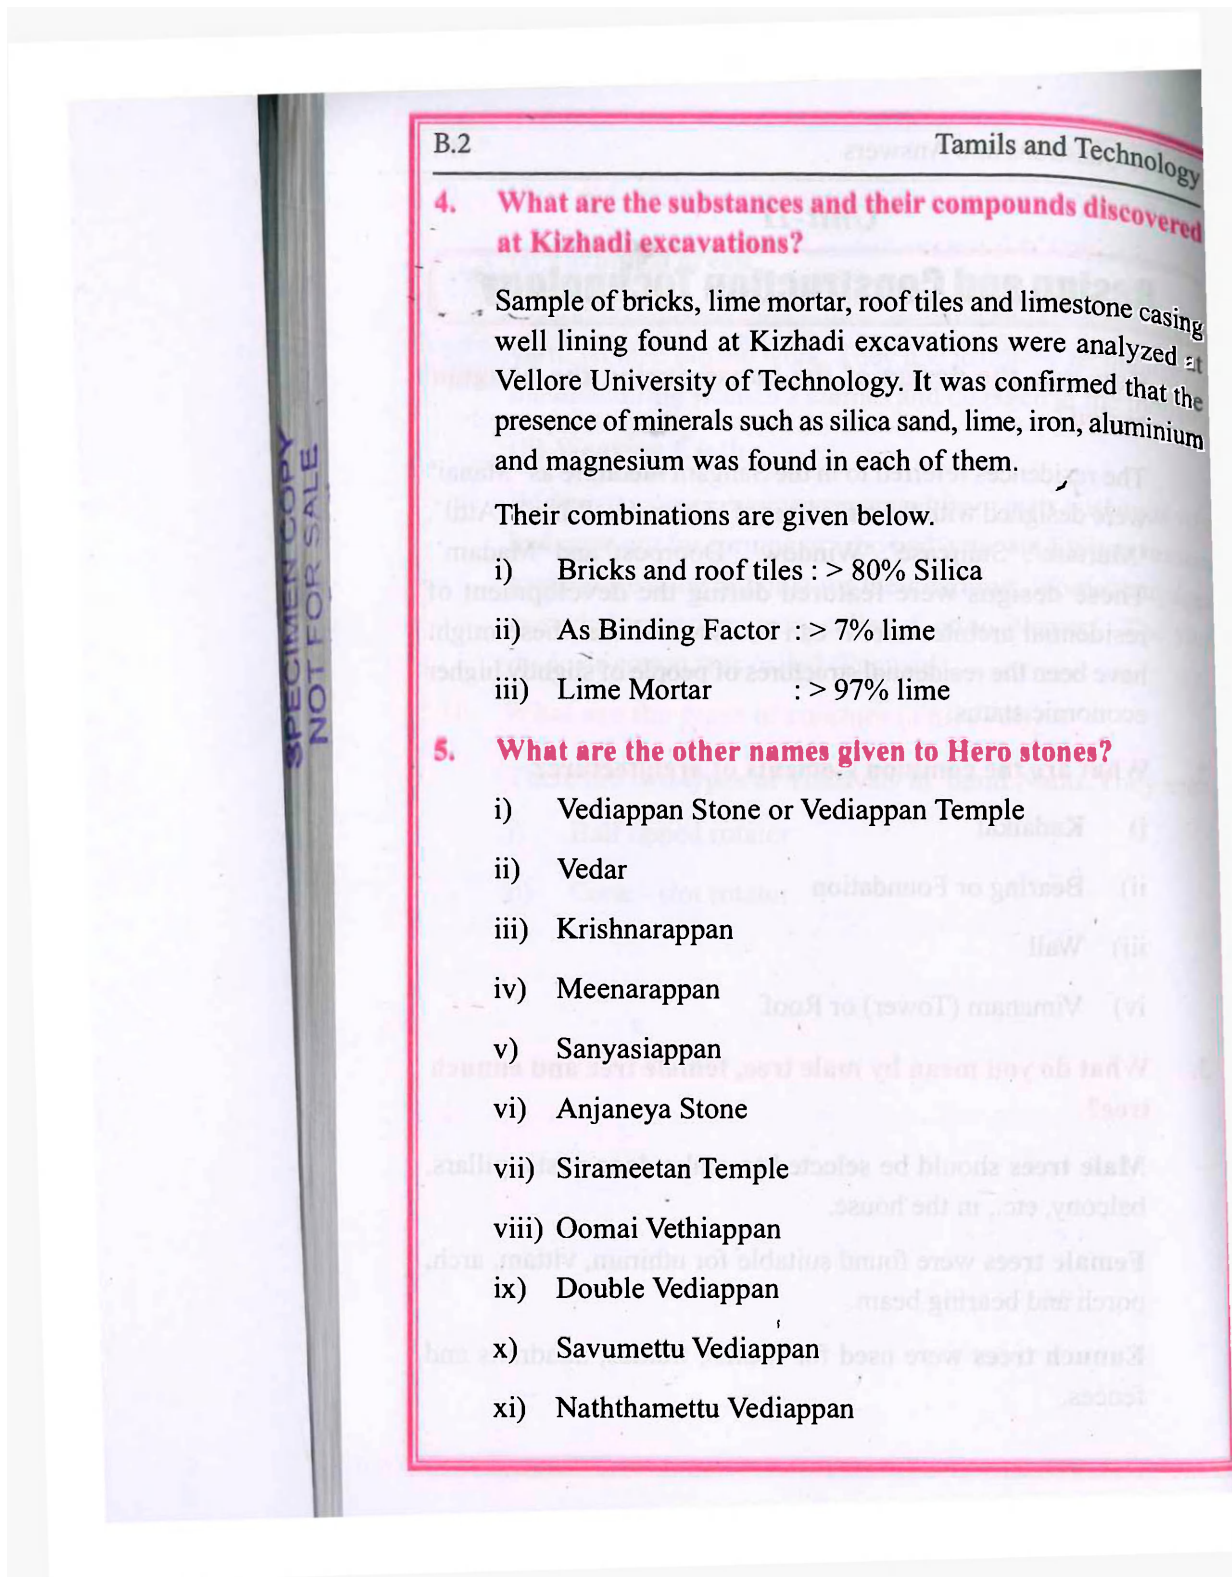 B.2
Tamils and Technology
4. What are the substances and their compounds discovered
at Kizhadi excavations?
Sample of bricks, lime mortar, roof tiles and limestone casing
well lining found at Kizhadi excavations were analyzed at
Vellore University of Technology. It was confirmed that the
presence of minerals such as silica sand, lime, iron, aluminium
and magnesium was found in each of them.
Their combinations are given below.
i) Bricks and roof tiles : > 80% Silica
ii) As Binding Factor : > 7% lime
iii) Lime Mortar : > 97% lime
5. What are the other names given to Hero stones?
i) Vediappan Stone or Vediappan Temple
ii) Vedar
iii) Krishnarappan
iv) Meenarappan
v) Sanyasiappan
vi) Anjaneya Stone
vii) Sirameetan Temple
viii) Oomai Vethiappan
ix) Double Vediappan
x) Savumettu Vediappan
xi) Naththamettu Vediappan
SPECIMEN COPY
NOT FOR SALE